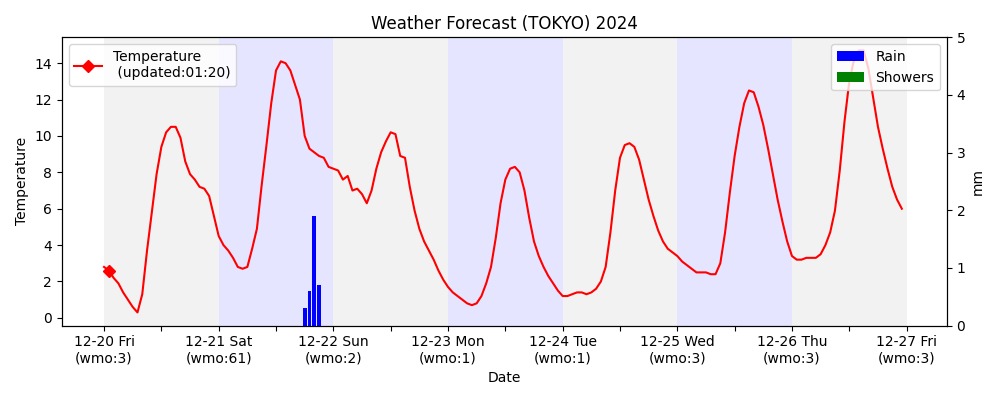 Weather Forecast (TOKYO) 2024
Temperature
(updated:01:20)
Rain
Showers
Temperature
14
12
10
8
6
4
2
0
5
4
3
2
1
0
mm
12-20 Fri
(wmo:3)
12-21 Sat
(wmo:61)
12-22 Sun
(wmo:2)
12-23 Mon
(wmo:1)
12-24 Tue
(wmo:1)
12-25 Wed
(wmo:3)
12-26 Thu
(wmo:3)
12-27 Fri
(wmo:3)
Date